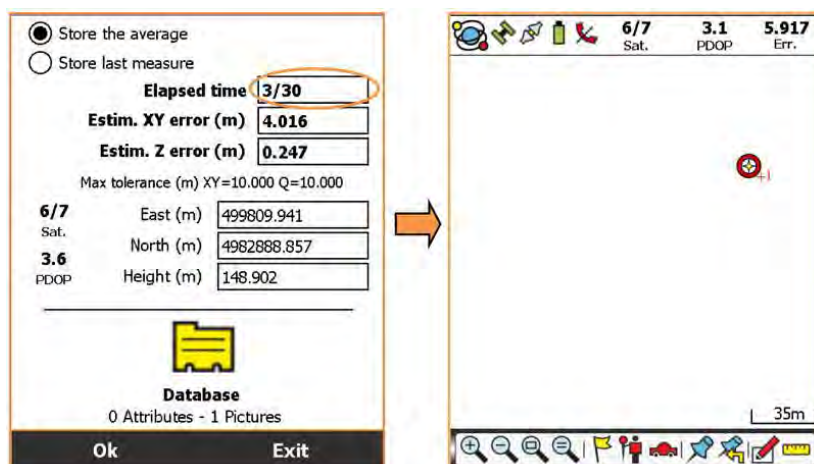 Store the average
Store last measure
Elapsed time 3/30
Estim. XY error (m) 4.016
Estim. Z error (m) 0.247
Max tolerance (m) XY=10.000 Q=10.000
6/7 East (m) 499809.941
Sat.
North (m) 4982888.857
3.6
PDOP Height (m) 148.902
Database
0 Attributes - 1 Pictures
Ok Exit
6/7 3.1 5.917
Sat. PDOP Err.
+1
35m